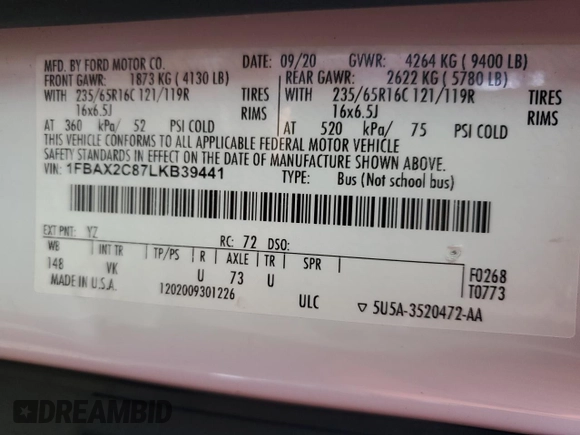 MFD. BY FORD MOTOR CO. DATE: 09/20 GVWR: 4264 KG ( 9400 LB)
FRONT GAWR: 1873 KG ( 4130 LB) REAR GAWR: 2622 KG ( 5780 LB)
WITH 235/65R16C 121/119R TIRES WITH 235/65R16C 121/119R TIRES
16x6.5J RIMS 16x6.5J RIMS
AT 360 kPa/ 52 PSI COLD AT 520 kPa/ 75 PSI COLD
THIS VEHICLE CONFORMS TO ALL APPLICABLE FEDERAL MOTOR VEHICLE
SAFETY STANDARDS IN EFFECT ON THE DATE OF MANUFACTURE SHOWN ABOVE.
VIN: 1FBAX2C87LKB39441 TYPE: Bus (Not school bus)
EXT PNT: YZ RC: 72 DSO:
WB INT TR TP/PS R AXLE TR SPR
148 VK U 73 U F0268
T0773
MADE IN U.S.A. 1202009301226 ULC ▽ 5U5A-3520472-AA
DREAMBID